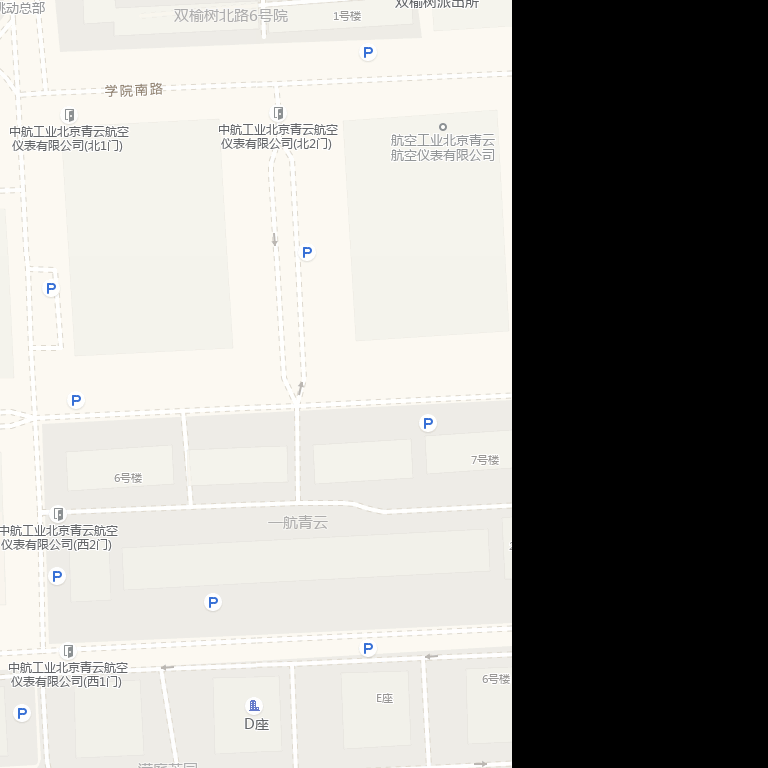 跳动总部
双榆树北路6号院
1号楼
双榆树派出所
P
学院南路
中航工业北京青云航空
仪表有限公司(北1门)
中航工业北京青云航空
仪表有限公司(北2门)
航空工业北京青云
航空仪表有限公司
P
P
P
P
6号楼
7号楼
中航工业北京青云航空
仪表有限公司(西2门)
一航青云
P
P
P
中航工业北京青云航空
仪表有限公司(西1门)
6号楼
E座
P
D座